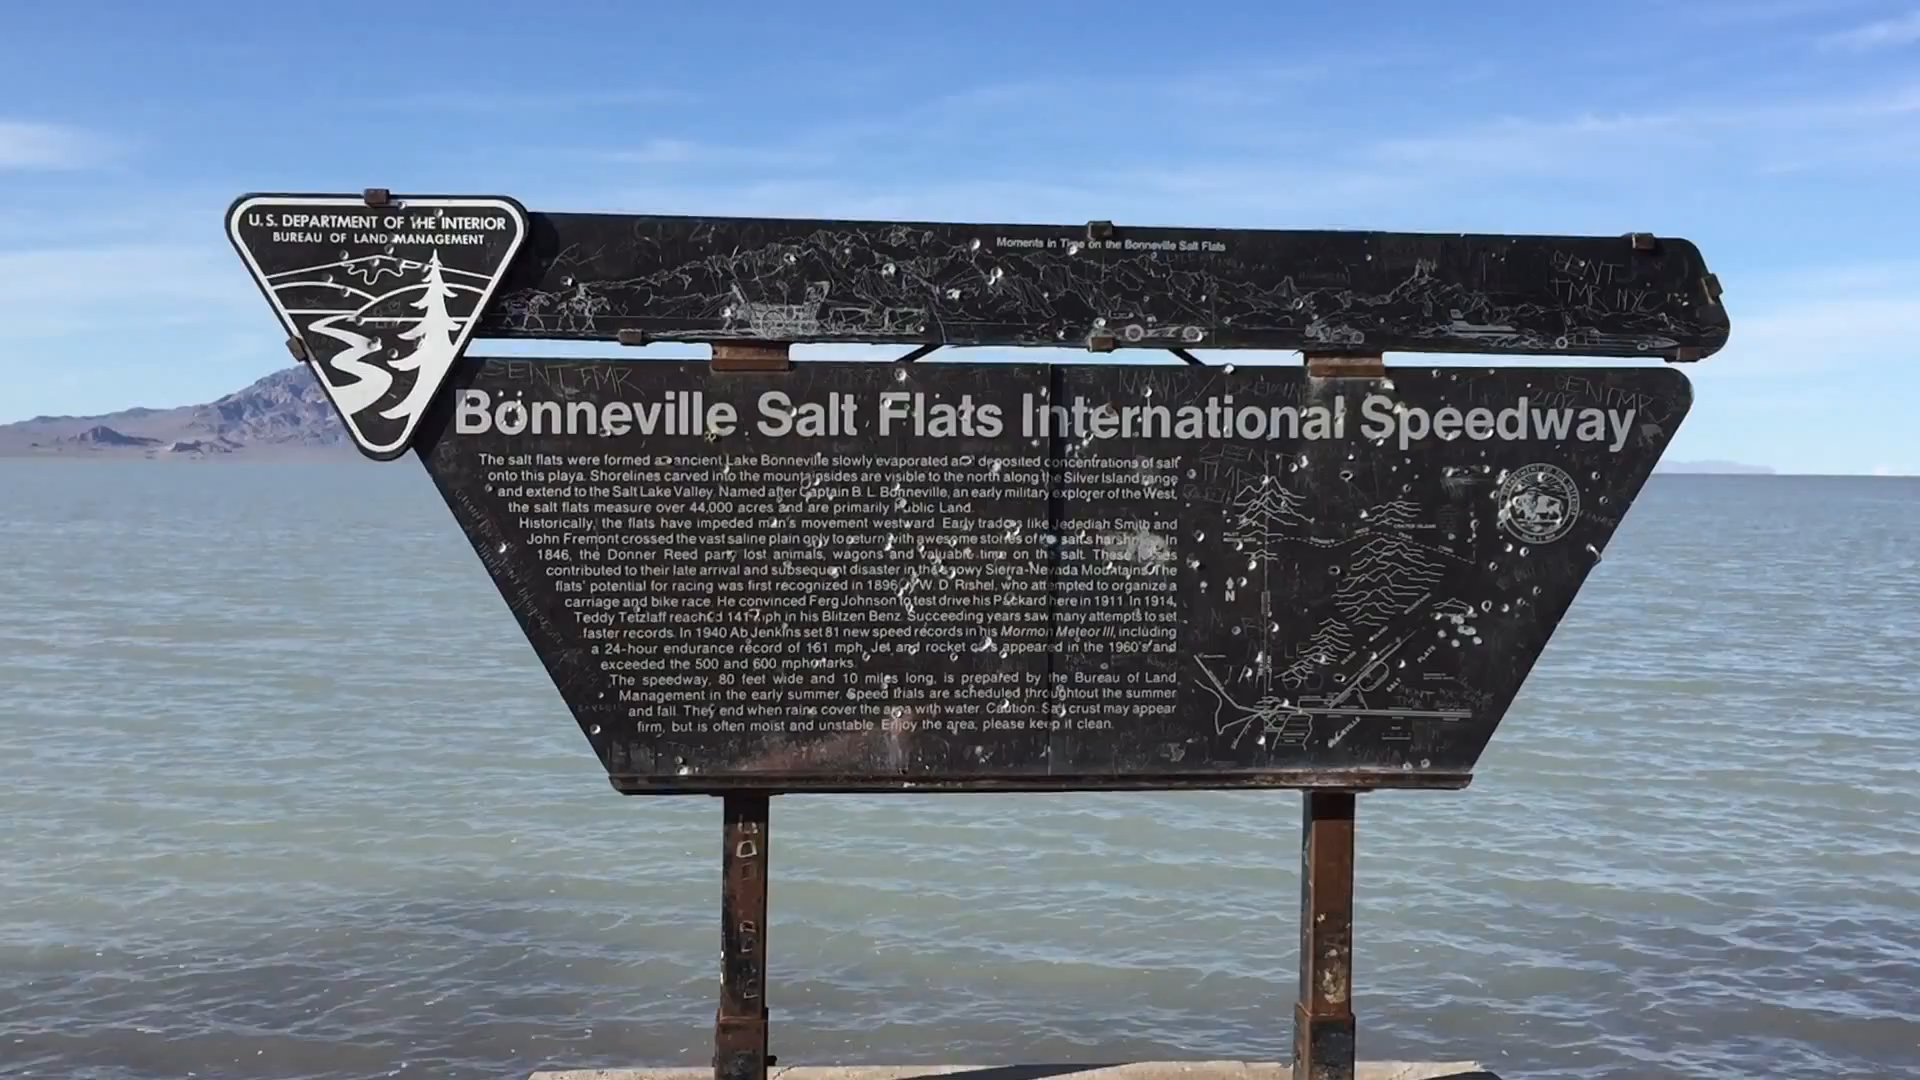 U.S. DEPARTMENT OF THE INTERIOR
BUREAU OF LAND MANAGEMENT
Moments in Time on the Bonneville Salt Flats
Bonneville Salt Flats International Speedway
The salt flats were formed as ancient Lake Bonneville slowly evaporated and deposited concentrations of salt
onto this playa. Shorelines carved into the mountainsides are visible to the north along the Silver Island range
and extend to the Salt Lake Valley. Named after Captain B. L. Bonneville, an early military explorer of the West,
the salt flats measure over 44,000 acres and are primarily Public Land.
Historically, the flats have impeded man's movement westward. Early trados like Jedediah Smith and
John Fremont crossed the vast saline plain only to return with awesome stories of the salt's harshness. In
1846, the Donner Reed party lost animals, wagons and valuable time on the salt. These
contributed to their late arrival and subsequent disaster in the snowy Sierra-Nevada Mountains. The
flats' potential for racing was first recognized in 1896 by W. D. Rishel, who attempted to organize a
carriage and bike race. He convinced Ferg Johnson to test drive his Packard here in 1911. In 1914,
Teddy Tetzlaff reached 141 mph in his Blitzen Benz. Succeeding years saw many attempts to set
faster records. In 1940 Ab Jenkins set 81 new speed records in his Mormon Meteor III, including
a 24-hour endurance record of 161 mph. Jet and rocket cars appeared in the 1960's and
exceeded the 500 and 600 mph marks.
The speedway, 80 feet wide and 10 miles long, is prepared by the Bureau of Land
Management in the early summer. Speed trials are scheduled throughtout the summer
and fall. They end when rains cover the area with water. Caution: Salt crust may appear
firm, but is often moist and unstable. Enjoy the area, please keep it clean.
N